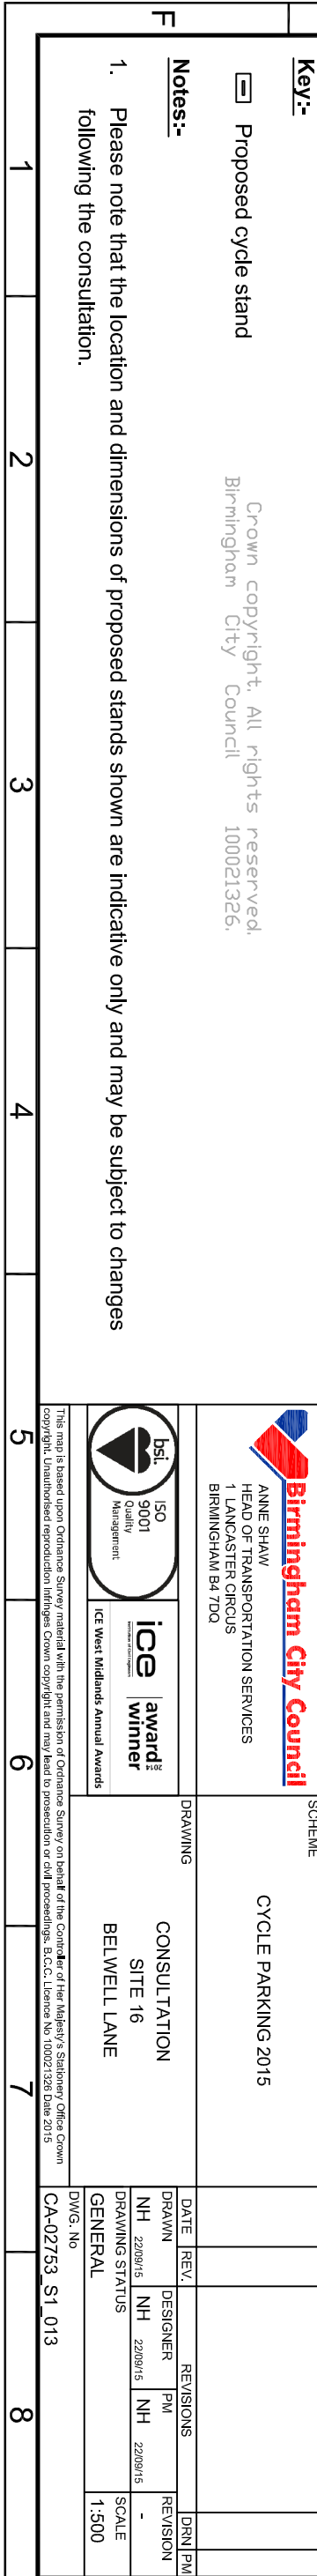 Key:-
Proposed cycle stand
Crown copyright. All rights reserved.
Birmingham City Council 100021326.
Notes:-
1. Please note that the location and dimensions of proposed stands shown are indicative only and may be subject to changes
following the consultation.
Birmingham City Council
ANNE SHAW
HEAD OF TRANSPORTATION SERVICES
1 LANCASTER CIRCUS
BIRMINGHAM B4 7DQ
bsi.
ISO
9001
Quality
Management
ice
award
winner
2014
ICE West Midlands Annual Awards
SCHEME
CYCLE PARKING 2015
DRAWING
CONSULTATION
SITE 16
BELWELL LANE
DATE REV. REVISIONS DRN PM
DRAWN DESIGNER PM REVISION
NH 22/09/15 NH 22/09/15 NH 22/09/15 -
DRAWING STATUS SCALE
GENERAL 1:500
DWG. No
CA-02753_S1_013
This map is based upon Ordnance Survey material with the permission of Ordnance Survey on behalf of the Controller of Her Majesty's Stationery Office Crown
copyright. Unauthorised reproduction infringes Crown copyright and may lead to prosecution or civil proceedings. B.C.C. Licence No 100021326 Date 2015
F
1 2 3 4 5 6 7 8